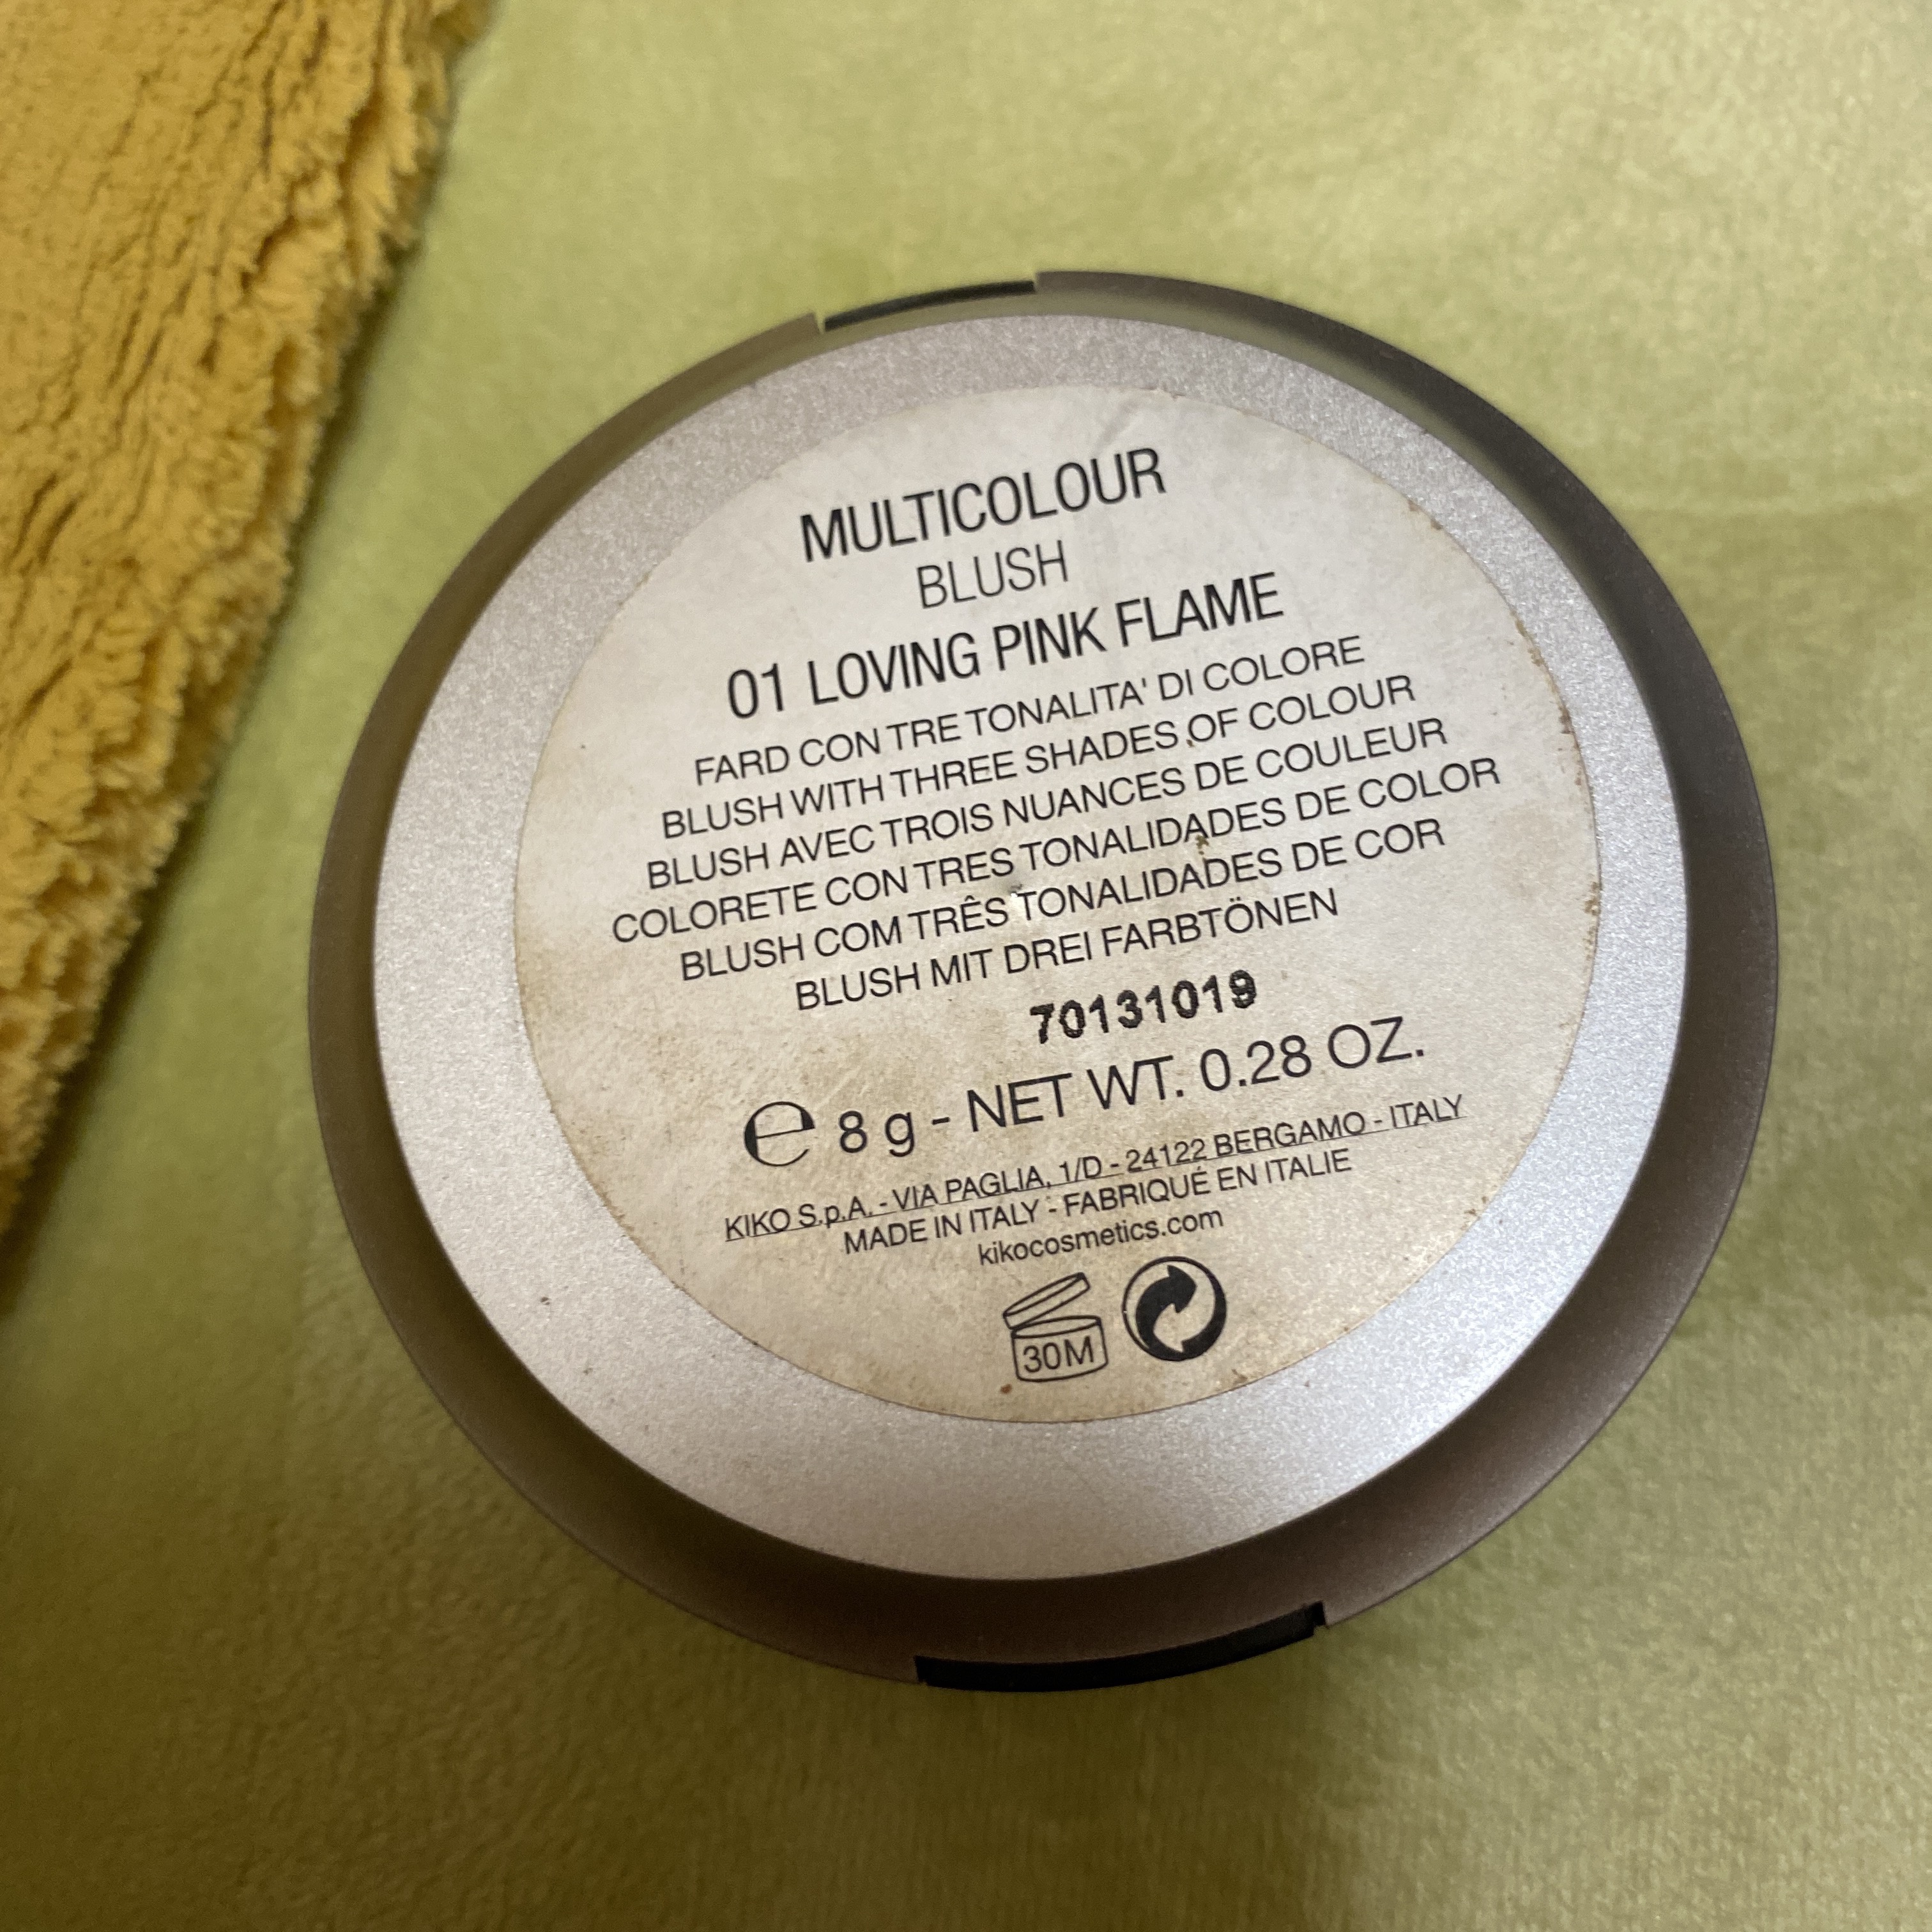 MULTICOLOUR
BLUSH
01 LOVING PINK FLAME
FARD CON TRE TONALITA' DI COLORE
BLUSH WITH THREE SHADES OF COLOUR
BLUSH AVEC TROIS NUANCES DE COULEUR
COLORETE CON TRES TONALIDADES DE COLOR
BLUSH COM TRÊS TONALIDADES DE COR
BLUSH MIT DREI FARBTÖNEN
70131019
℮ 8 g - NET WT. 0.28 OZ.
KIKO S.p.A. - VIA PAGLIA, 1/D - 24122 BERGAMO - ITALY
MADE IN ITALY - FABRIQUÉ EN ITALIE
kikocosmetics.com
30M